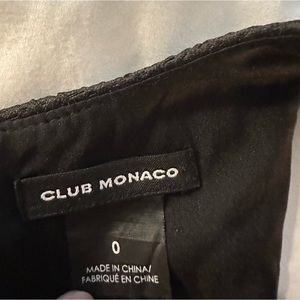 CLUB MONACO
0
MADE IN CHINA/
FABRIQUÉ EN CHINE